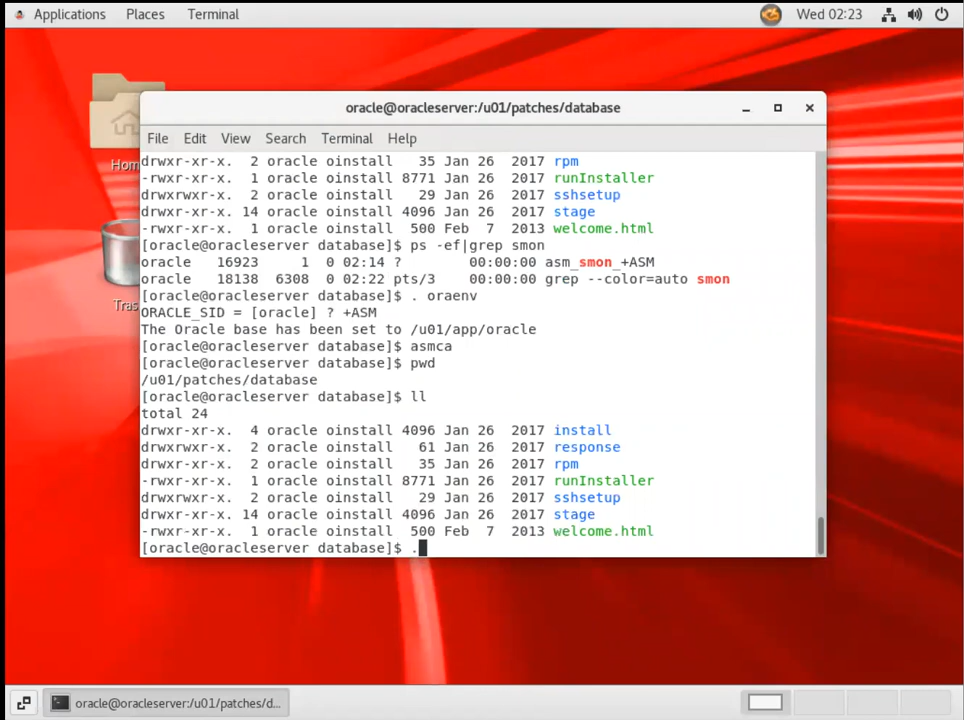 Applications Places Terminal Wed 02:23
oracle@oracleserver:/u01/patches/database
File Edit View Search Terminal Help
Hom
Tras
drwxr-xr-x. 2 oracle oinstall 35 Jan 26 2017 rpm
-rwxr-xr-x. 1 oracle oinstall 8771 Jan 26 2017 runInstaller
drwxrwxr-x. 2 oracle oinstall 29 Jan 26 2017 sshsetup
drwxr-xr-x. 14 oracle oinstall 4096 Jan 26 2017 stage
-rwxr-xr-x. 1 oracle oinstall 500 Feb 7 2013 welcome.html
[oracle@oracleserver database]$ ps -ef|grep smon
oracle 16923 1 0 02:14 ? 00:00:00 asm_smon_+ASM
oracle 18138 6308 0 02:22 pts/3 00:00:00 grep --color=auto smon
[oracle@oracleserver database]$ . oraenv
ORACLE_SID = [oracle] ? +ASM
The Oracle base has been set to /u01/app/oracle
[oracle@oracleserver database]$ asmca
[oracle@oracleserver database]$ pwd
/u01/patches/database
[oracle@oracleserver database]$ ll
total 24
drwxr-xr-x. 4 oracle oinstall 4096 Jan 26 2017 install
drwxrwxr-x. 2 oracle oinstall 61 Jan 26 2017 response
drwxr-xr-x. 2 oracle oinstall 35 Jan 26 2017 rpm
-rwxr-xr-x. 1 oracle oinstall 8771 Jan 26 2017 runInstaller
drwxrwxr-x. 2 oracle oinstall 29 Jan 26 2017 sshsetup
drwxr-xr-x. 14 oracle oinstall 4096 Jan 26 2017 stage
-rwxr-xr-x. 1 oracle oinstall 500 Feb 7 2013 welcome.html
[oracle@oracleserver database]$ .
oracle@oracleserver:/u01/patches/d...